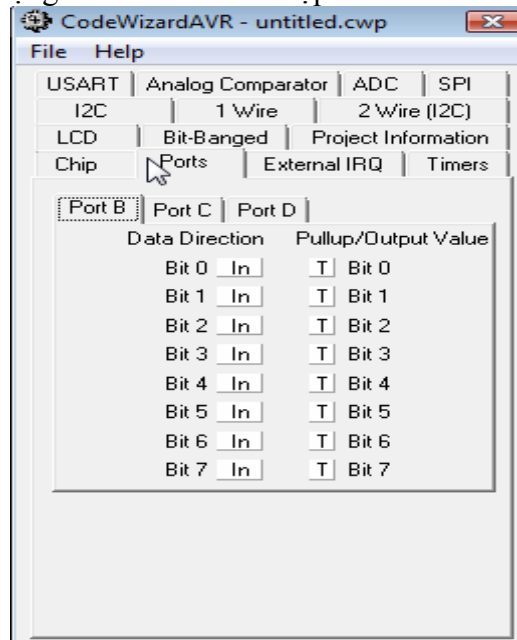 CodeWizardAVR - untitled.cwp
File Help
USART Analog Comparator ADC SPI
I2C 1 Wire 2 Wire (I2C)
LCD Bit-Banged Project Information
Chip Ports External IRQ Timers
Port B Port C Port D
Data Direction Pullup/Output Value
Bit 0 In T Bit 0
Bit 1 In T Bit 1
Bit 2 In T Bit 2
Bit 3 In T Bit 3
Bit 4 In T Bit 4
Bit 5 In T Bit 5
Bit 6 In T Bit 6
Bit 7 In T Bit 7